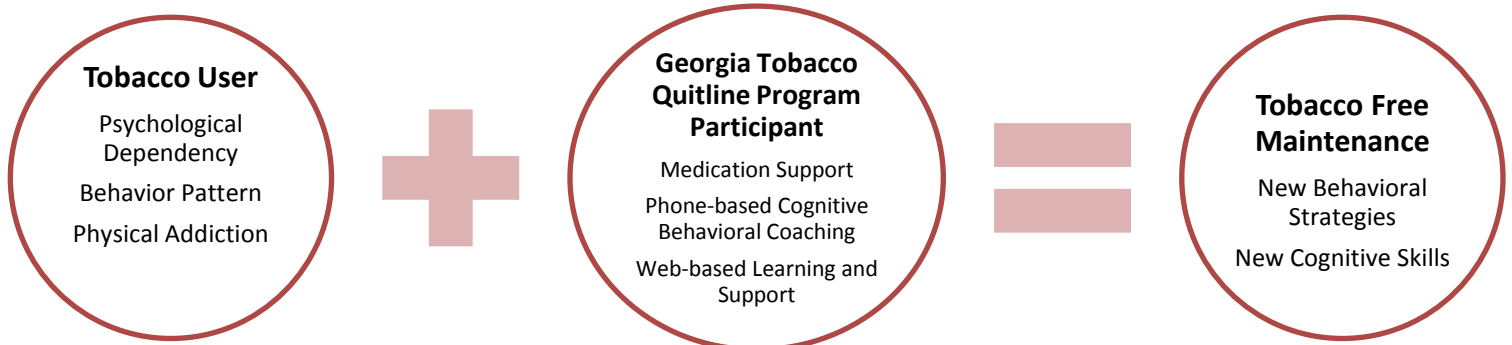 Tobacco User
Psychological
Dependency
Behavior Pattern
Physical Addiction
Georgia Tobacco
Quitline Program
Participant
Medication Support
Phone-based Cognitive
Behavioral Coaching
Web-based Learning and
Support
Tobacco Free
Maintenance
New Behavioral
Strategies
New Cognitive Skills